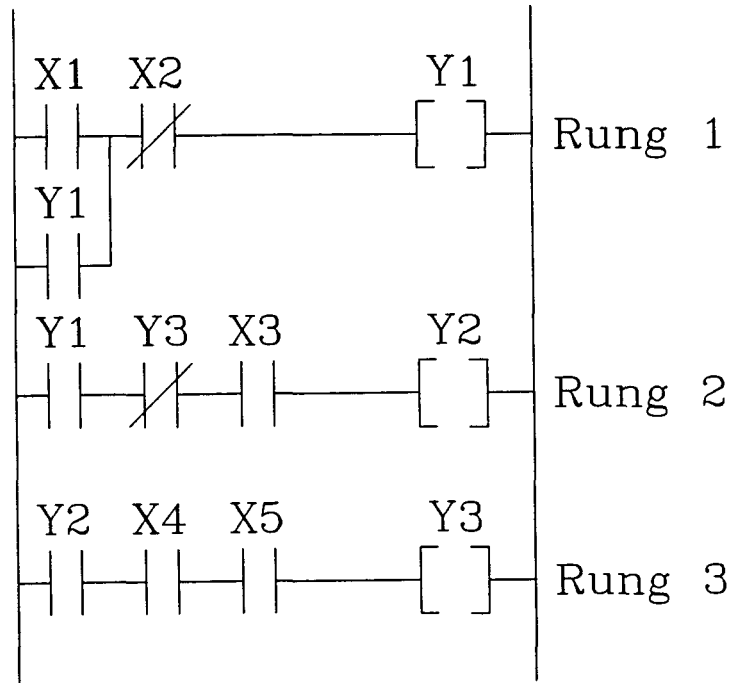 X1 X2 Y1
Rung 1
Y1
Y1 Y3 X3 Y2
Rung 2
Y2 X4 X5 Y3
Rung 3